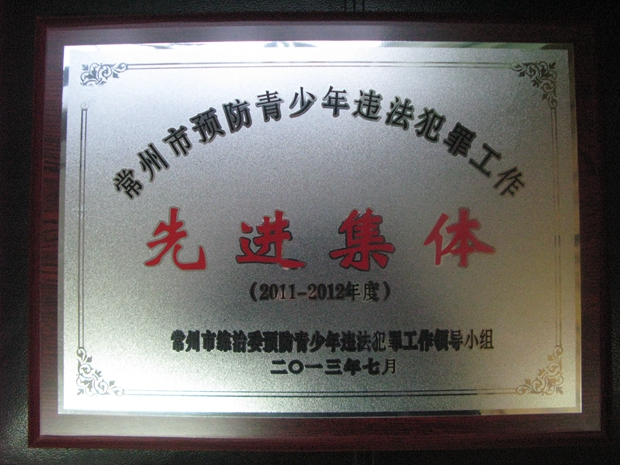 常州市预防青少年违法犯罪工作
先进集体
(2011-2012年度)
常州市综治委预防青少年违法犯罪工作领导小组
二〇一三年七月